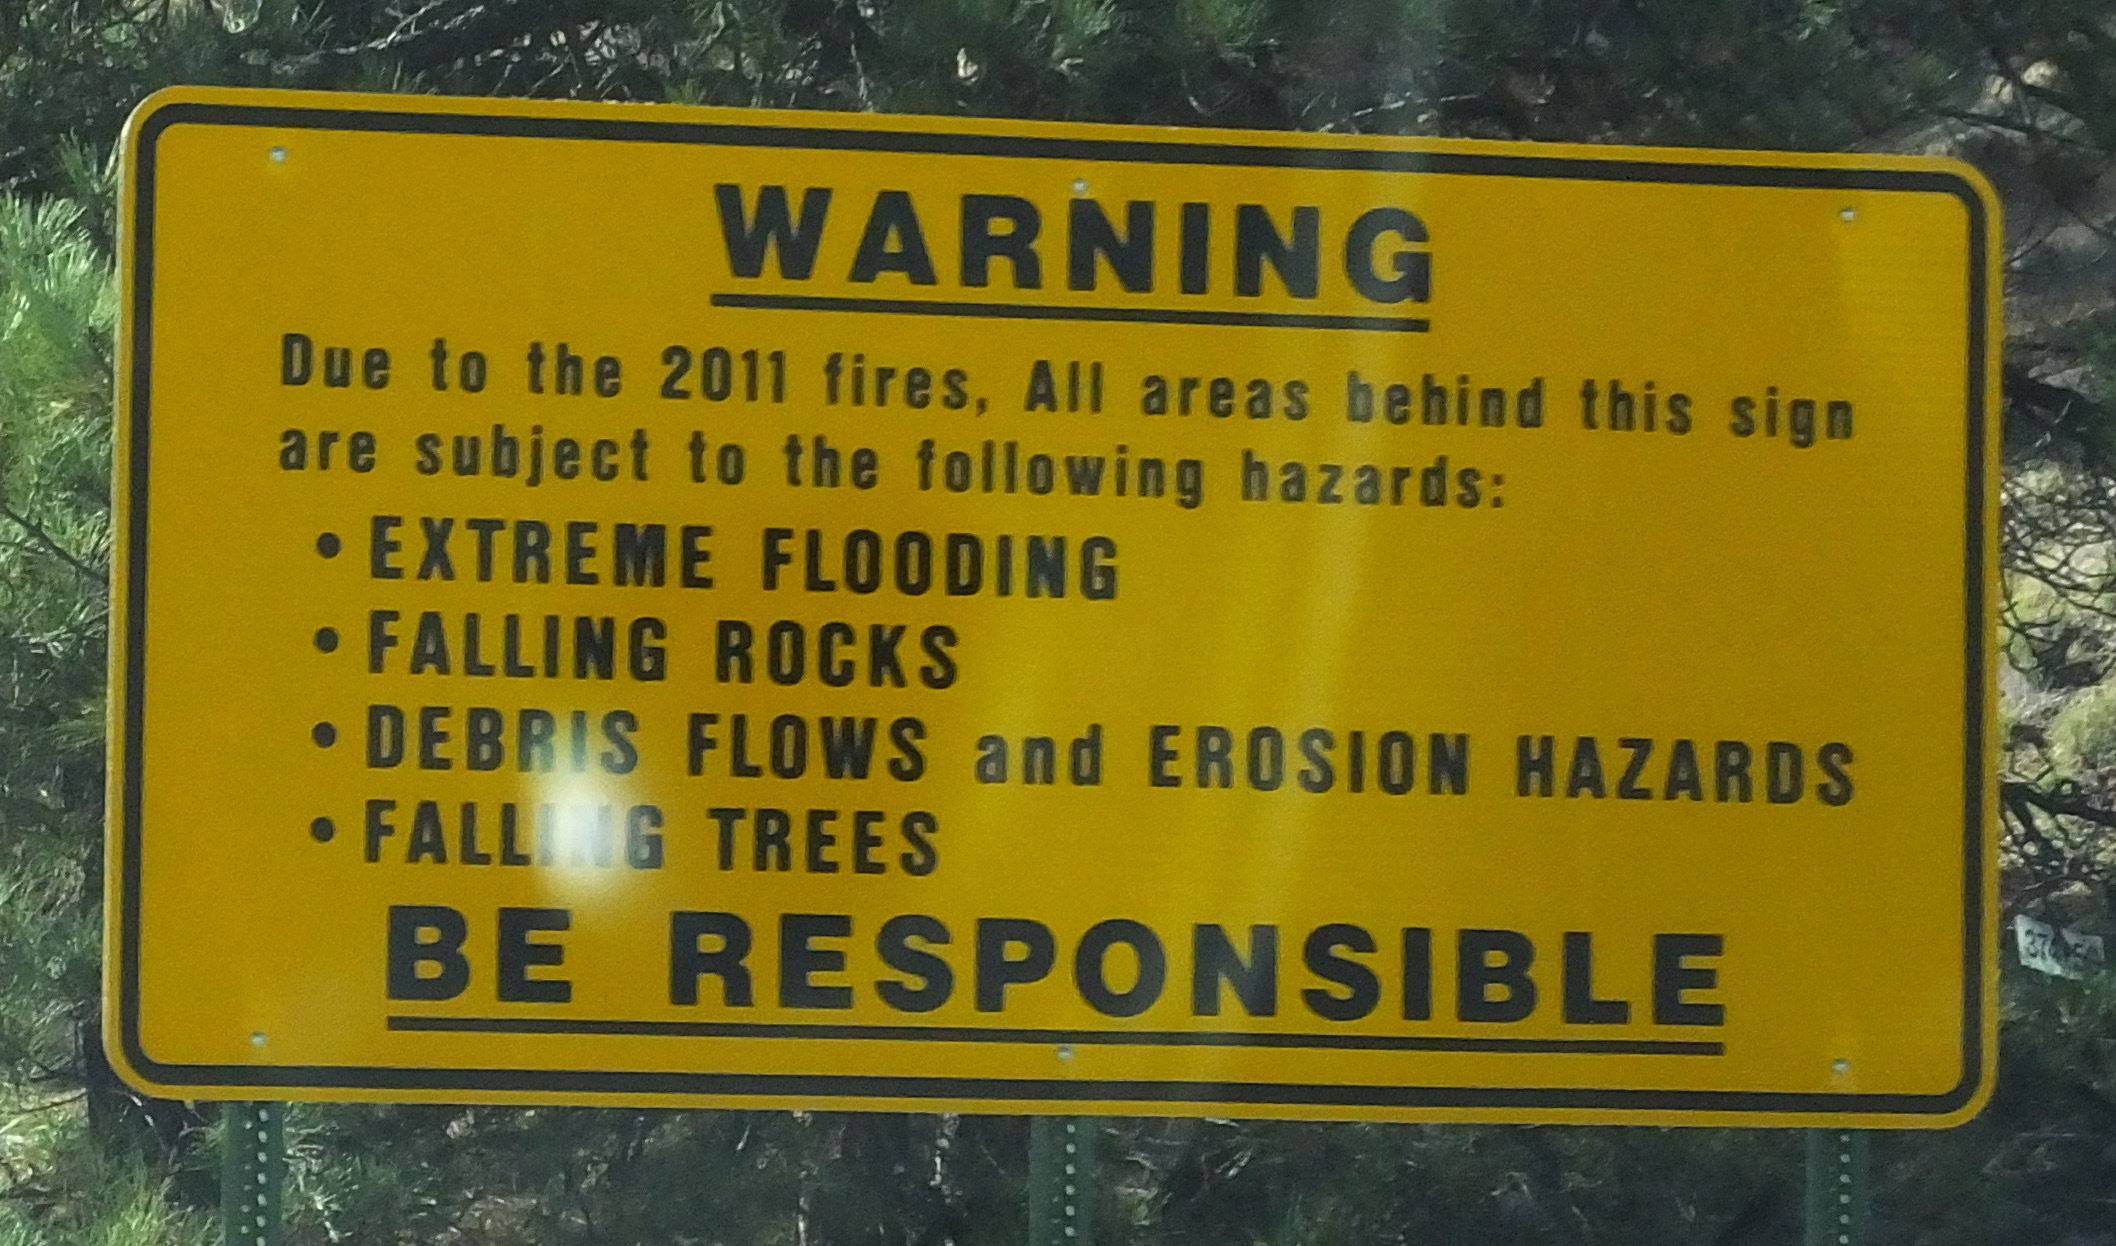 WARNING
Due to the 2011 fires, All areas behind this sign
are subject to the following hazards:
• EXTREME FLOODING
• FALLING ROCKS
• DEBRIS FLOWS and EROSION HAZARDS
• FALLING TREES
BE RESPONSIBLE